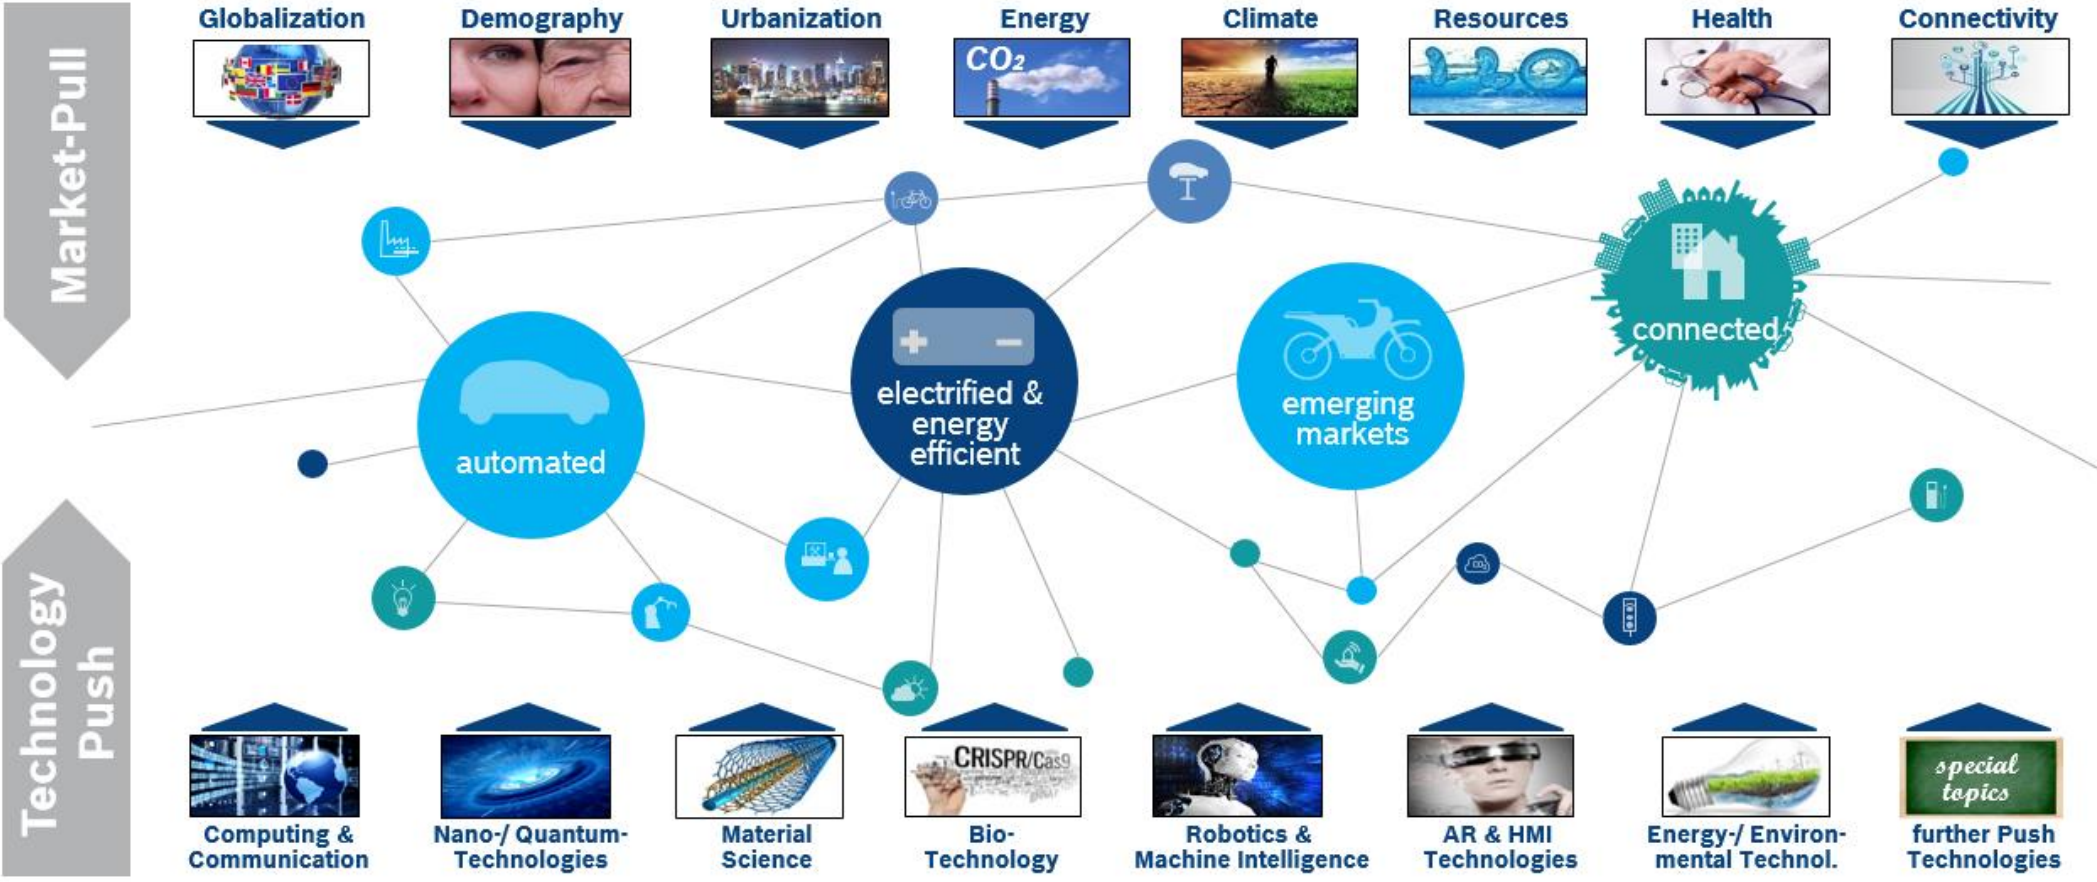 Market-Pull
Globalization
Demography
Urbanization
Energy
Climate
Resources
Health
Connectivity
CO2
automated
electrified &
energy
efficient
emerging
markets
connected
CO2
Technology
Push
CRISPR/Cas9
special
topics
Computing &
Communication
Nano-/ Quantum-
Technologies
Material
Science
Bio-
Technology
Robotics &
Machine Intelligence
AR & HMI
Technologies
Energy-/ Environ-
mental Technol.
further Push
Technologies